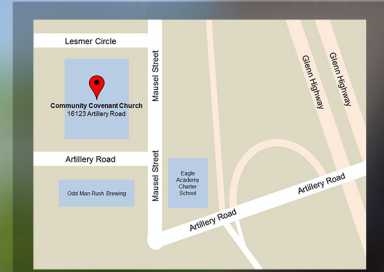 Lesmer Circle
Mausel Street
Glenn Highway
Glenn Highway
Community Covenant Church
16123 Artillery Road
Artillery Road
Mausel Street
Eagle
Academy
Charter
School
Odd Man Rush Brewing
Artillery Road
Artillery Road